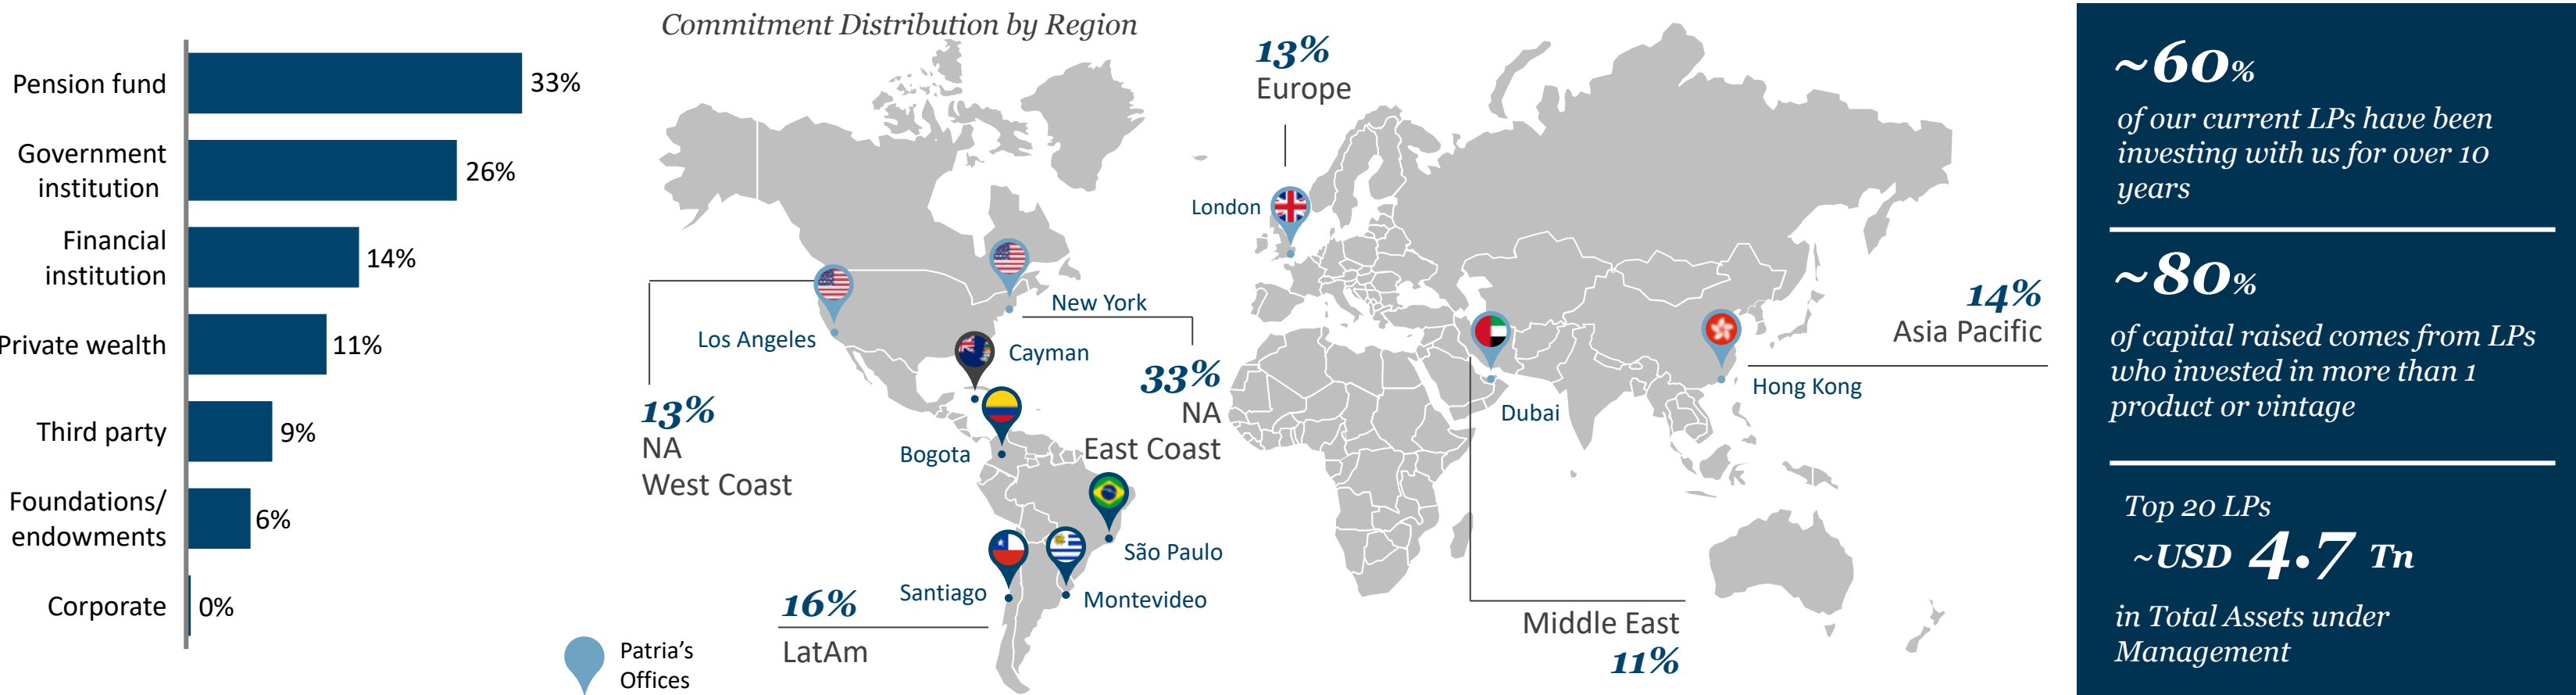 Pension fund
33%
Government
institution
26%
Financial
institution
14%
Private wealth
11%
Third party
9%
Foundations/
endowments
6%
Corporate
0%
Commitment Distribution by Region
13%
Europe
London
New York
Los Angeles
Cayman
13%
NA
West Coast
33%
NA
East Coast
Bogota
São Paulo
Santiago
Montevideo
16%
LatAm
Patria's
Offices
14%
Asia Pacific
Hong Kong
Dubai
Middle East
11%
~60%
of our current LPs have been
investing with us for over 10
years
~80%
of capital raised comes from LPs
who invested in more than 1
product or vintage
Top 20 LPs
~USD 4.7 Tn
in Total Assets under
Management